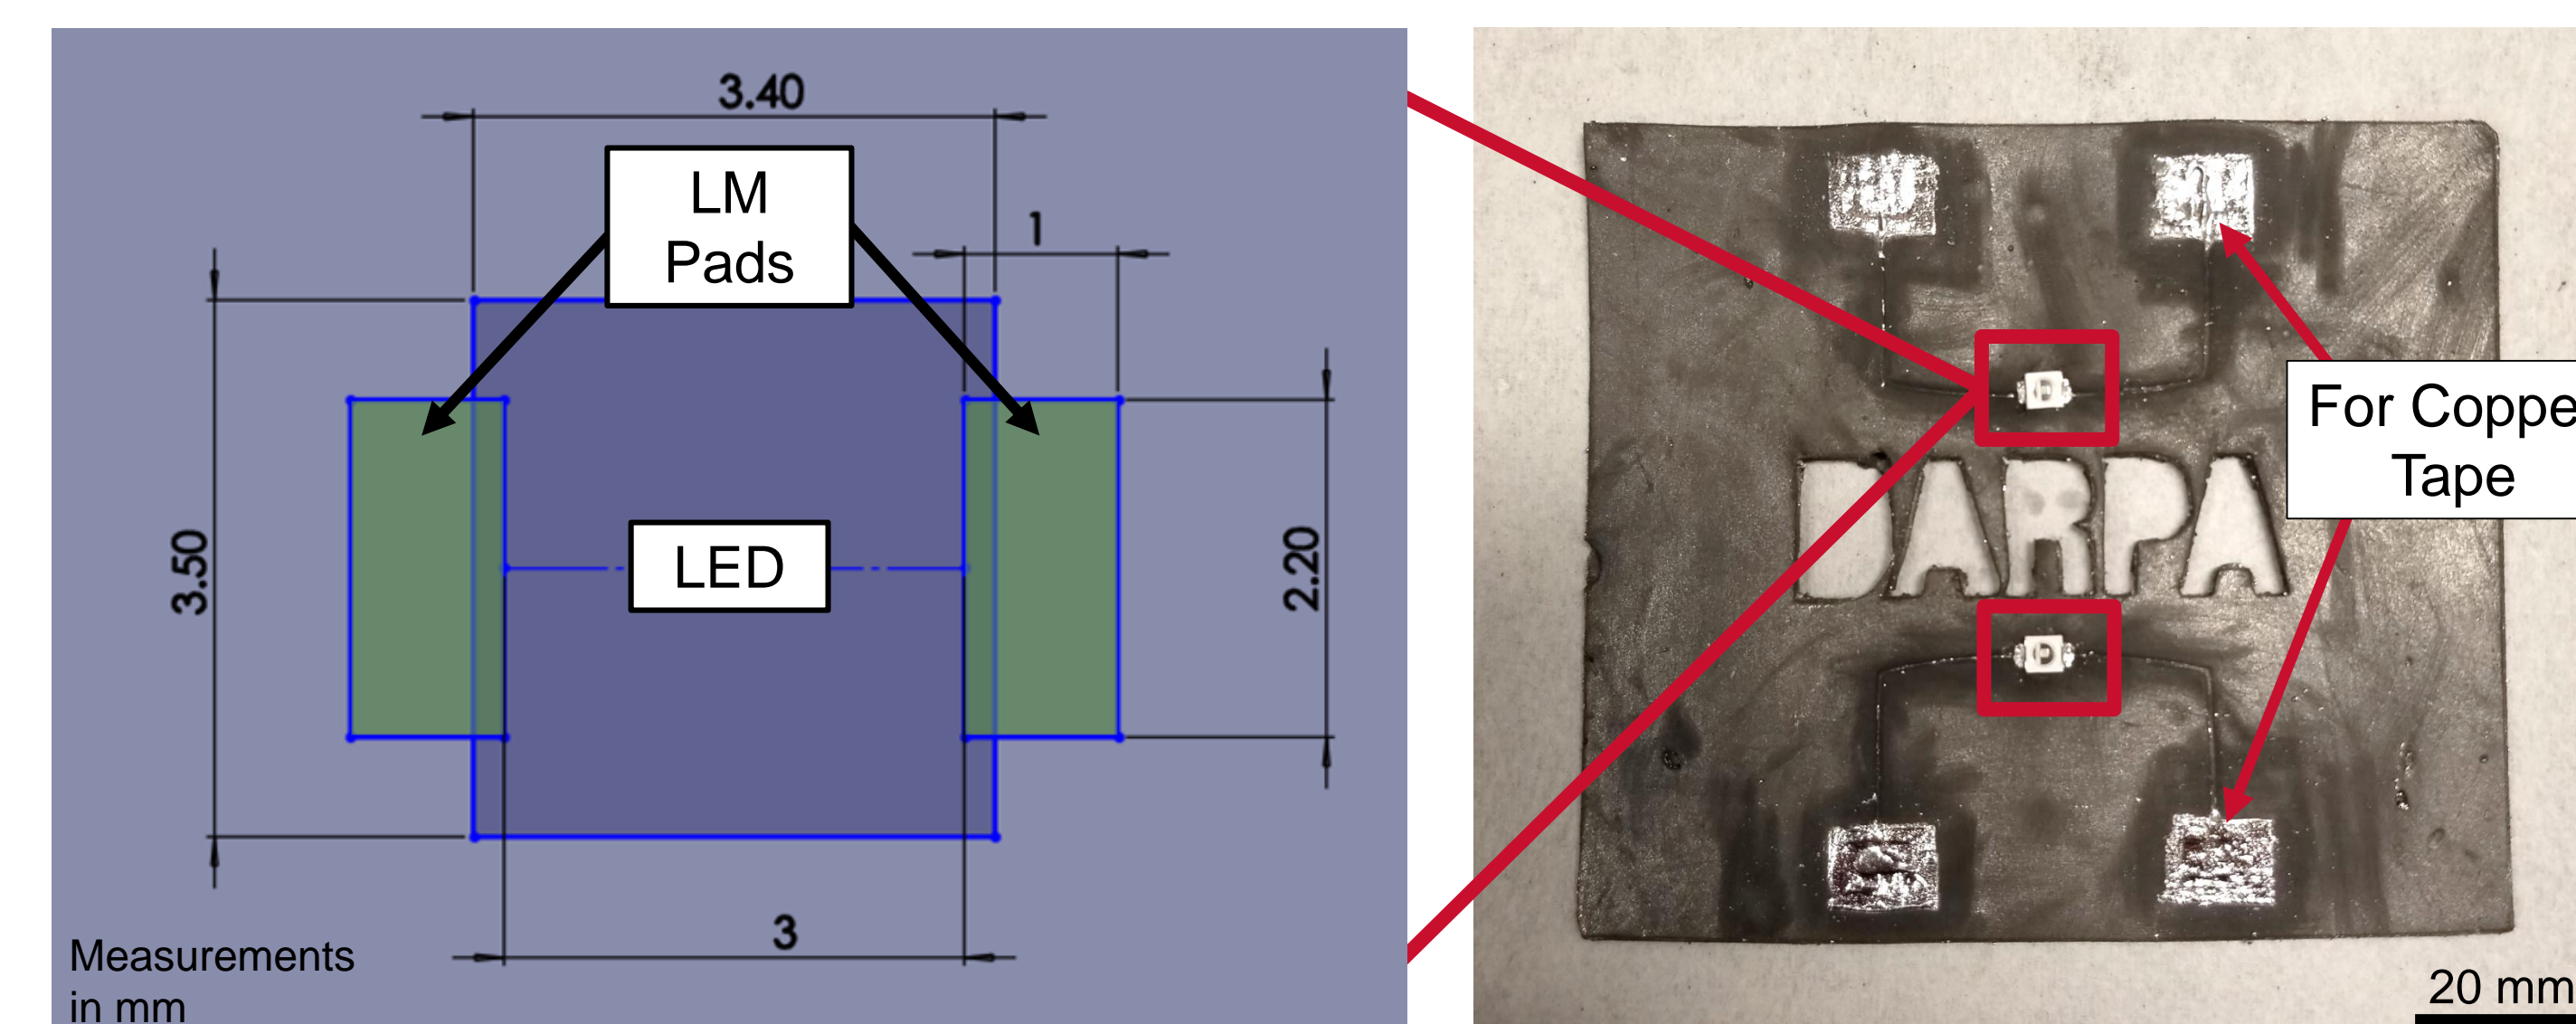 3.40
LM
Pads
1
3.50
LED
2.20
3
Measurements
in mm
For Coppe
Tape
DARPA
20 mm